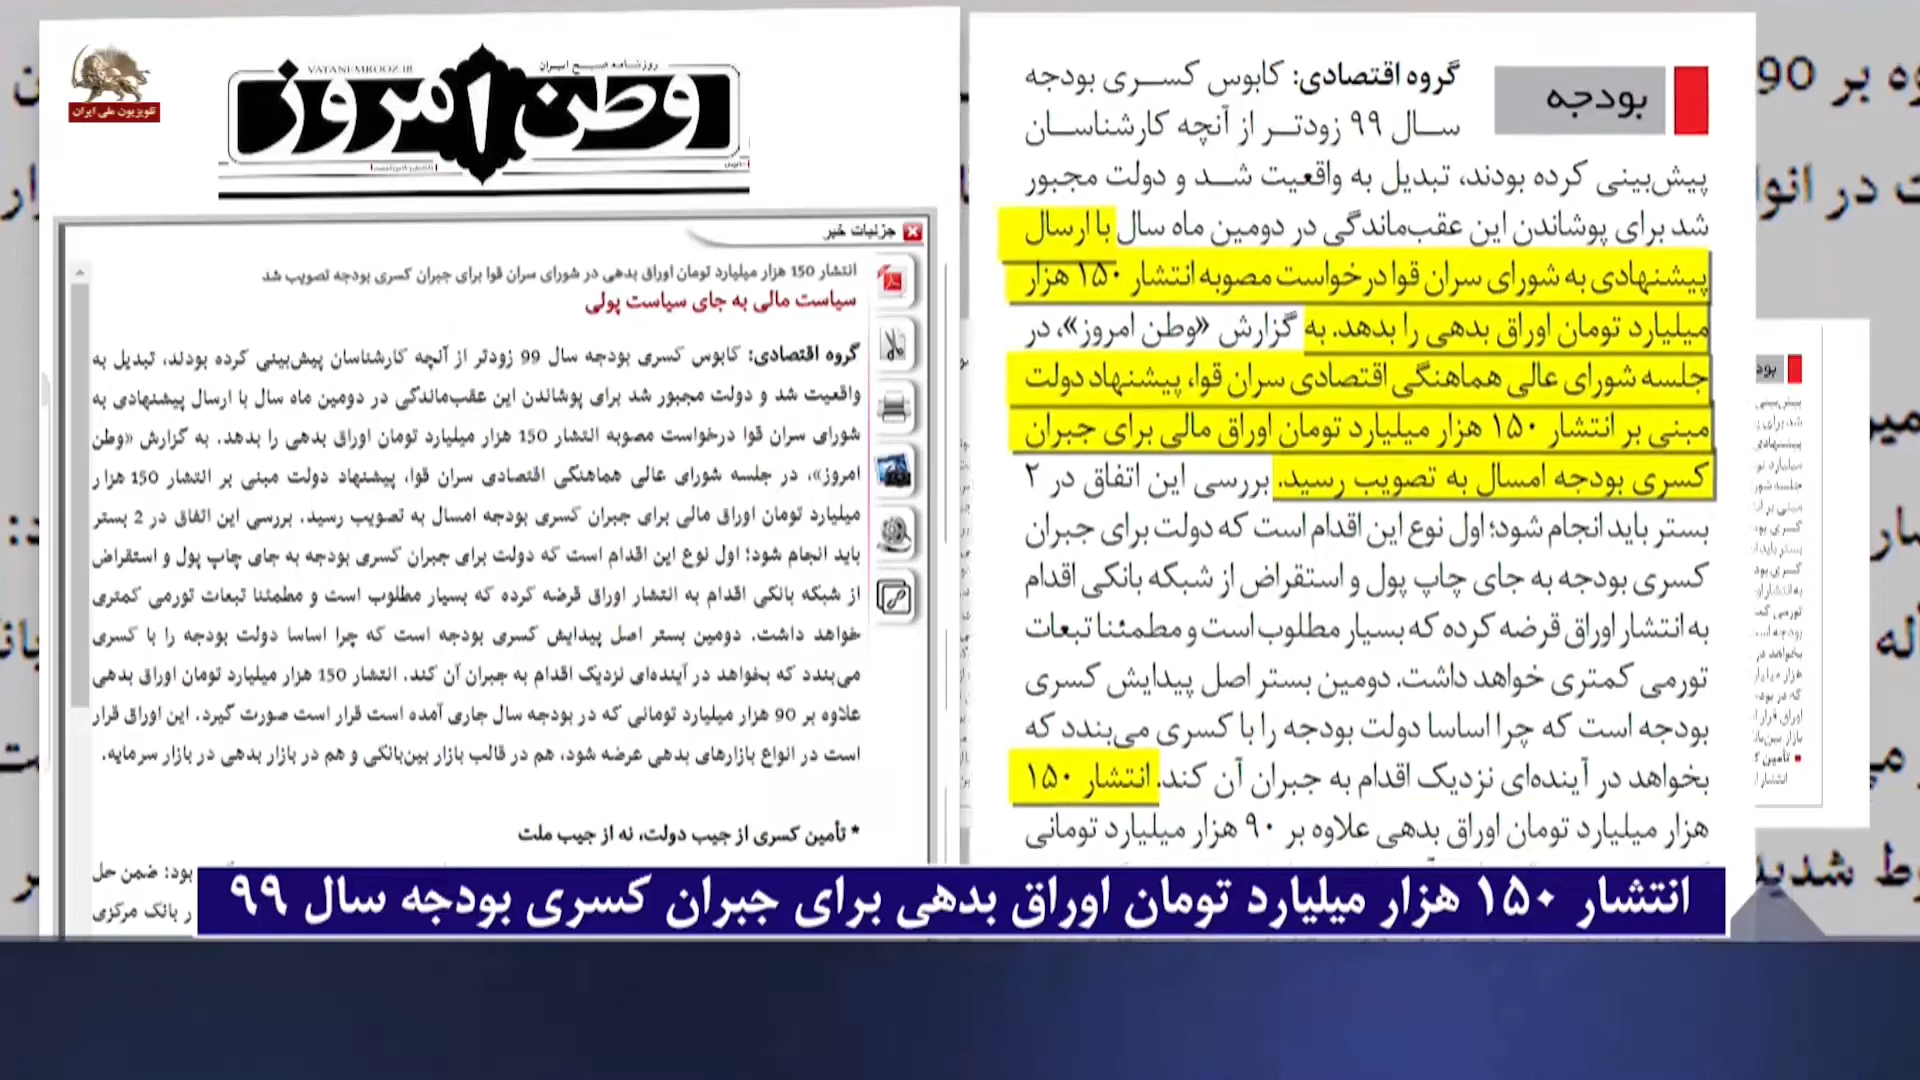 تلویزیون ملی ایران
VATANEMROOZ.IR
روزنامه صبح ایران
وطن امروز
جزئیات خبر
انتشار 150 هزار میلیارد تومان اوراق بدهی در شورای سران قوا برای جبران کسری بودجه تصویب شد
سیاست مالی به جای سیاست پولی
گروه اقتصادی: کابوس کسری بودجه سال 99 زودتر از آنچه کارشناسان پیش‌بینی کرده بودند، تبدیل به
واقعیت شد و دولت مجبور شد برای پوشاندن این عقب‌ماندگی در دومین ماه سال با ارسال پیشنهادی به
شورای سران قوا درخواست مصوبه انتشار 150 هزار میلیارد تومان اوراق بدهی را بدهد. به گزارش «وطن
امروز»، در جلسه شورای عالی هماهنگی اقتصادی سران قوا، پیشنهاد دولت مبنی بر انتشار 150 هزار
میلیارد تومان اوراق مالی برای جبران کسری بودجه امسال به تصویب رسید. بررسی این اتفاق در 2 بستر
باید انجام شود؛ اول نوع این اقدام است که دولت برای جبران کسری بودجه به جای چاپ پول و استقراض
از شبکه بانکی اقدام به انتشار اوراق قرضه کرده که بسیار مطلوب است و مطمئنا تبعات تورمی کمتری
خواهد داشت. دومین بستر اصل پیدایش کسری بودجه است که چرا اساسا دولت بودجه را با کسری
می‌بندد که بخواهد در آینده‌ای نزدیک اقدام به جبران آن کند. انتشار 150 هزار میلیارد تومان اوراق بدهی
علاوه بر 90 هزار میلیارد تومانی که در بودجه سال جاری آمده است قرار است صورت گیرد. این اوراق قرار
است در انواع بازارهای بدهی عرضه شود، هم در قالب بازار بین‌بانکی و هم در بازار بدهی در بازار سرمایه.
* تأمین کسری از جیب دولت، نه از جیب ملت
بود: ضمن حل
ر بانک مرکزی
بودجه
گروه اقتصادی: کابوس کسری بودجه
سال ۹۹ زودتر از آنچه کارشناسان
پیش‌بینی کرده بودند، تبدیل به واقعیت شد و دولت مجبور
شد برای پوشاندن این عقب‌ماندگی در دومین ماه سال با ارسال
پیشنهادی به شورای سران قوا درخواست مصوبه انتشار ۱۵۰ هزار
میلیارد تومان اوراق بدهی را بدهد. به گزارش «وطن امروز»، در
جلسه شورای عالی هماهنگی اقتصادی سران قوا، پیشنهاد دولت
مبنی بر انتشار ۱۵۰ هزار میلیارد تومان اوراق مالی برای جبران
کسری بودجه امسال به تصویب رسید. بررسی این اتفاق در ۲
بستر باید انجام شود؛ اول نوع این اقدام است که دولت برای جبران
کسری بودجه به جای چاپ پول و استقراض از شبکه بانکی اقدام
به انتشار اوراق قرضه کرده که بسیار مطلوب است و مطمئنا تبعات
تورمی کمتری خواهد داشت. دومین بستر اصل پیدایش کسری
بودجه است که چرا اساسا دولت بودجه را با کسری می‌بندد که
بخواهد در آینده‌ای نزدیک اقدام به جبران آن کند. انتشار ۱۵۰
هزار میلیارد تومان اوراق بدهی علاوه بر ۹۰ هزار میلیارد تومانی
انتشار ۱۵۰ هزار میلیارد تومان اوراق بدهی برای جبران کسری بودجه سال ۹۹